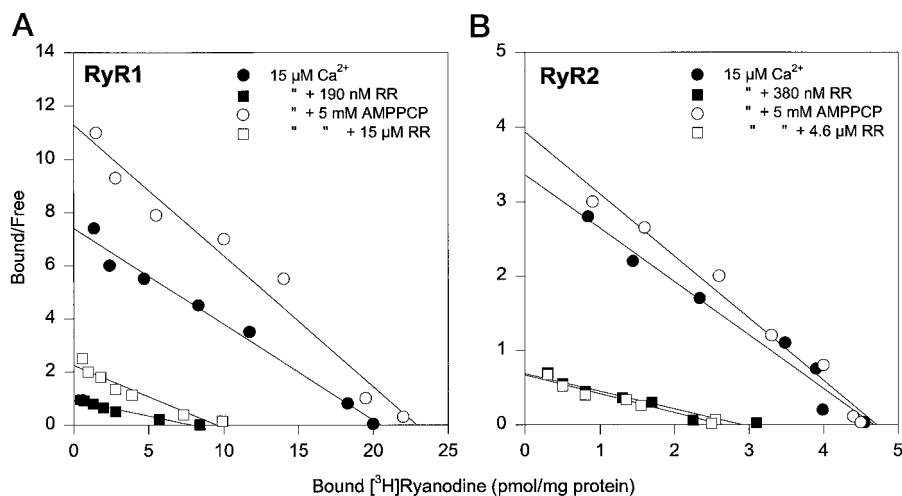 A
RyR1
15 µM Ca2+
" + 190 nM RR
" + 5 mM AMPPCP
" " + 15 µM RR
14
12
10
8
6
4
2
0
Bound/Free
0 5 10 15 20 25
B
RyR2
15 µM Ca2+
" + 380 nM RR
" + 5 mM AMPPCP
" " + 4.6 µM RR
5
4
3
2
1
0
0 1 2 3 4 5
Bound [3H]Ryanodine (pmol/mg protein)